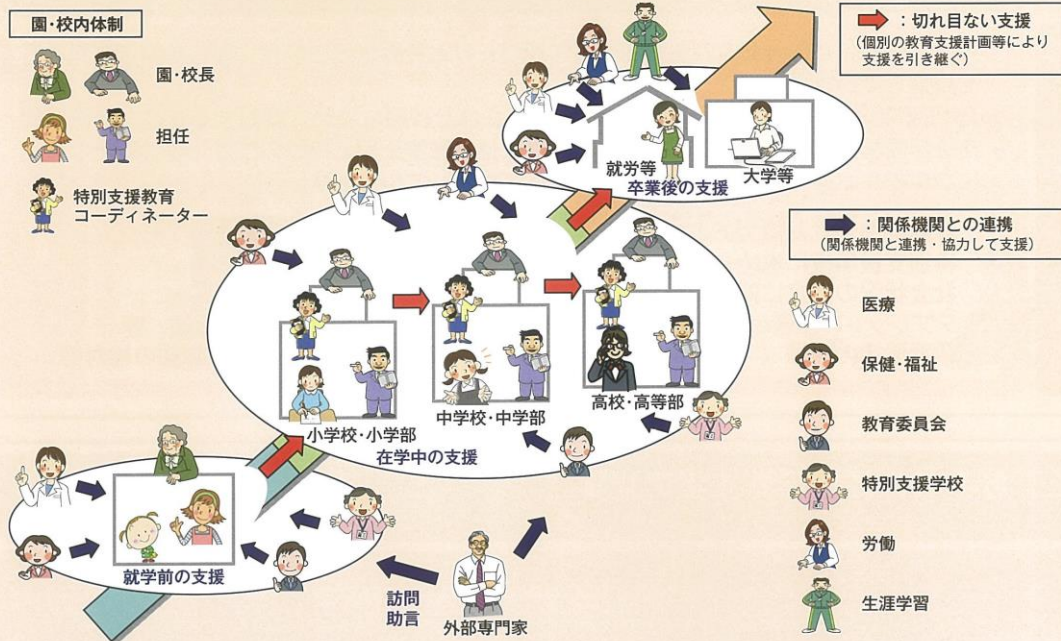 園・校内体制
園・校長
担任
特別支援教育
コーディネーター
：切れ目ない支援
（個別の教育支援計画等により
支援を引き継ぐ）
就労等
大学等
卒業後の支援
：関係機関との連携
（関係機関と連携・協力して支援）
医療
保健・福祉
教育委員会
特別支援学校
労働
生涯学習
小学校・小学部
中学校・中学部
高校・高等部
在学中の支援
就学前の支援
訪問
助言
外部専門家